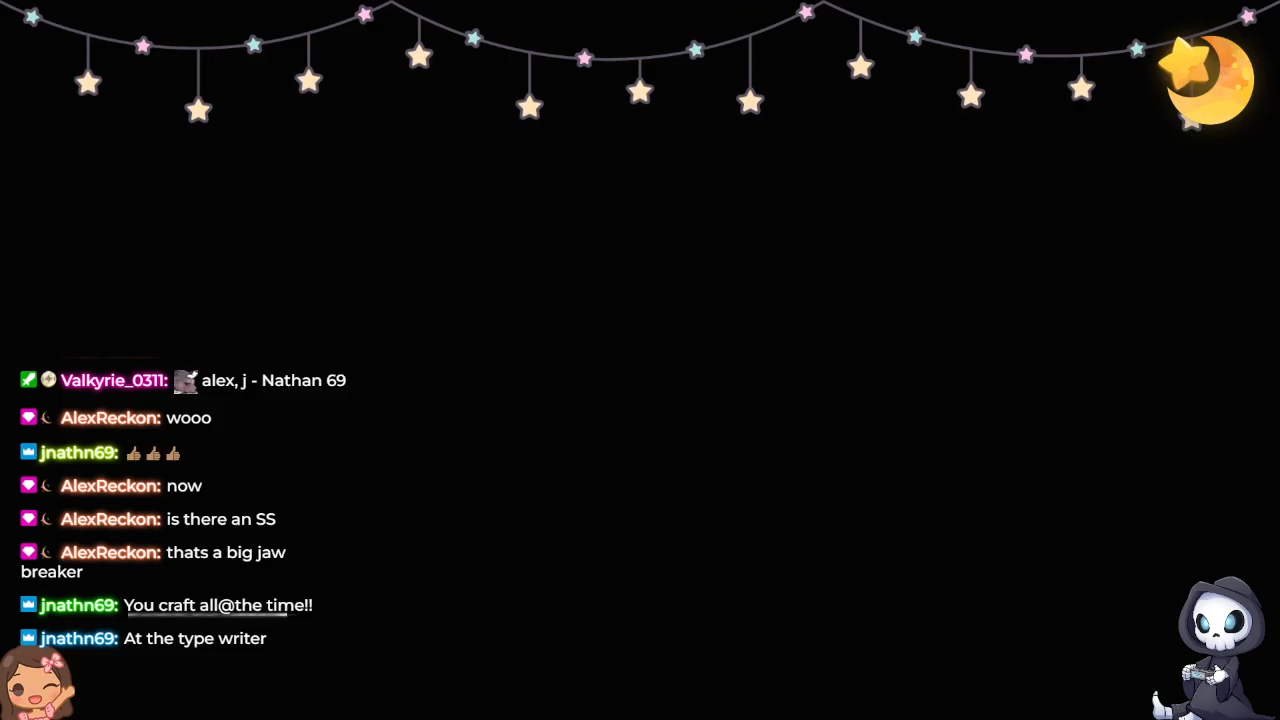 Valkyrie_0311: alex, j - Nathan 69
AlexReckon: wooo
jnathn69: 👍🏽👍🏽👍🏽
AlexReckon: now
AlexReckon: is there an SS
AlexReckon: thats a big jaw
breaker
jnathn69: You craft all@the time!!
jnathn69: At the type writer